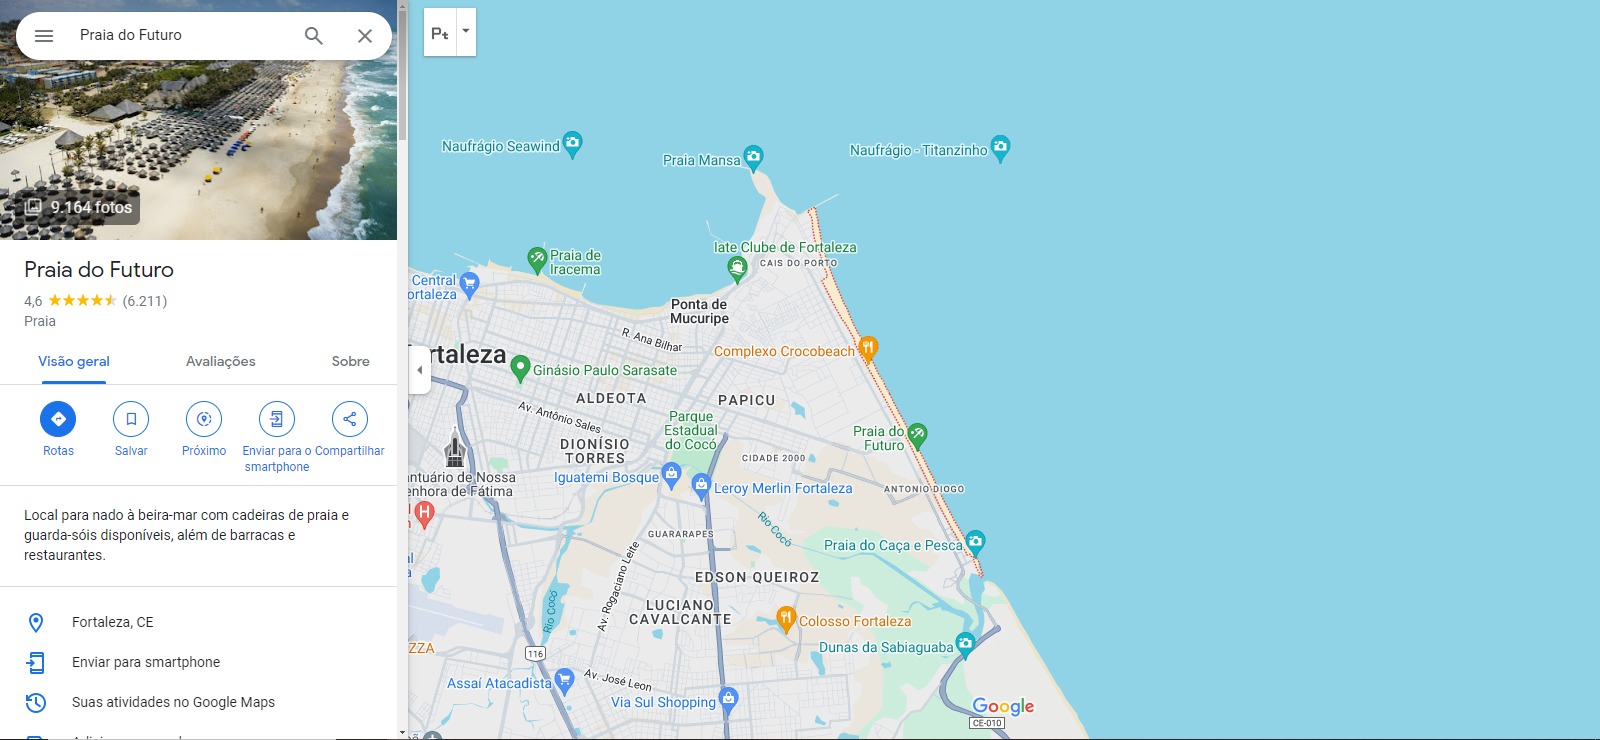 Praia do Futuro
9.164 fotos
Praia do Futuro
4,6 (6.211)
Praia
Visão geral
Avaliações
Sobre
Rotas
Salvar
Próximo
Enviar para o
smartphone
Compartilhar
Local para nado à beira-mar com cadeiras de praia e
guarda-sóis disponíveis, além de barracas e
restaurantes.
Fortaleza, CE
Enviar para smartphone
Suas atividades no Google Maps
Naufrágio Seawind
Praia Mansa
Naufrágio - Titanzinho
Praia de
Iracema
Iate Clube de Fortaleza
CAIS DO PORTO
Central
ortaleza
Ponta de
Mucuripe
R. Ana Bilhar
Complexo Crocobeach
rtaleza
Ginásio Paulo Sarasate
ALDEOTA
PAPICU
Av. Antônio Sales
Parque
Estadual
do Cocó
Praia do
Futuro
DIONÍSIO
TORRES
CIDADE 2000
Iguatemi Bosque
Leroy Merlin Fortaleza
ANTONIO DIOGO
antuário de Nossa
enhora de Fátima
H
Rio Cocó
GUARARAPES
Praia do Caça e Pesca
Av. Rogaciano Leite
EDSON QUEIROZ
Rio Cocó
LUCIANO
CAVALCANTE
Colosso Fortaleza
ZZA
116
Dunas da Sabiaguaba
Assaí Atacadista
Av. José Leon
Via Sul Shopping
Google
CE-010